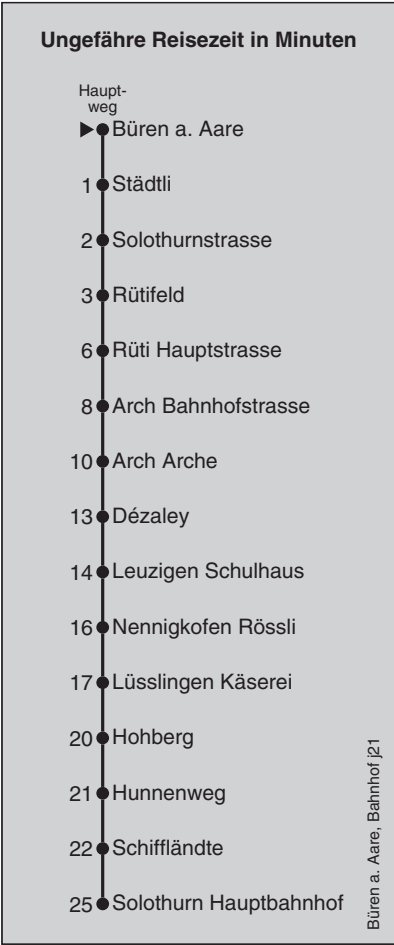 Ungefähre Reisezeit in Minuten
Haupt-
weg
Büren a. Aare
1 Städtli
2 Solothurnstrasse
3 Rütifeld
6 Rüti Hauptstrasse
8 Arch Bahnhofstrasse
10 Arch Arche
13 Dézaley
14 Leuzigen Schulhaus
16 Nennigkofen Rössli
17 Lüsslingen Käserei
20 Hohberg
21 Hunnenweg
22 Schiffländte
25 Solothurn Hauptbahnhof
Büren a. Aare, Bahnhof j21